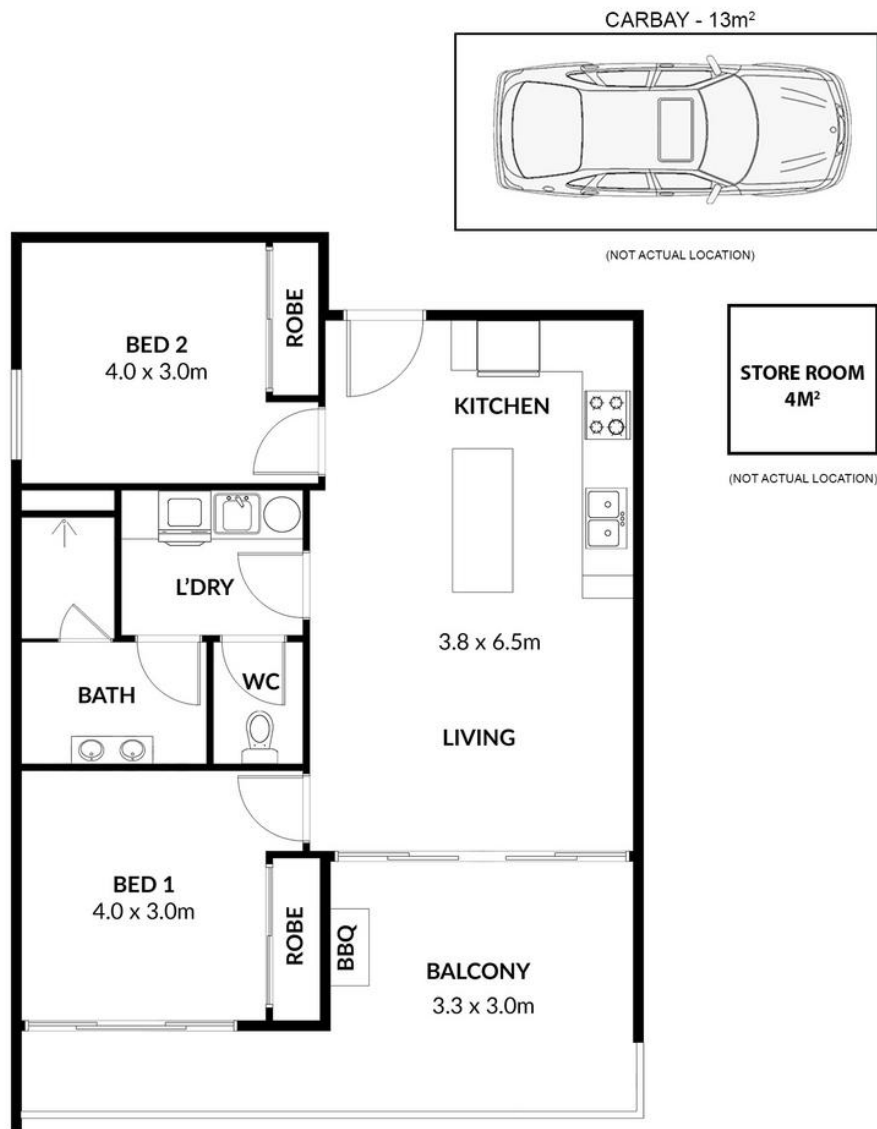 CARBAY - 13m²
(NOT ACTUAL LOCATION)
BED 2
4.0 x 3.0m
ROBE
KITCHEN
STORE ROOM
4M²
(NOT ACTUAL LOCATION)
L'DRY
3.8 x 6.5m
BATH
WC
LIVING
BED 1
4.0 x 3.0m
ROBE
BBQ
BALCONY
3.3 x 3.0m